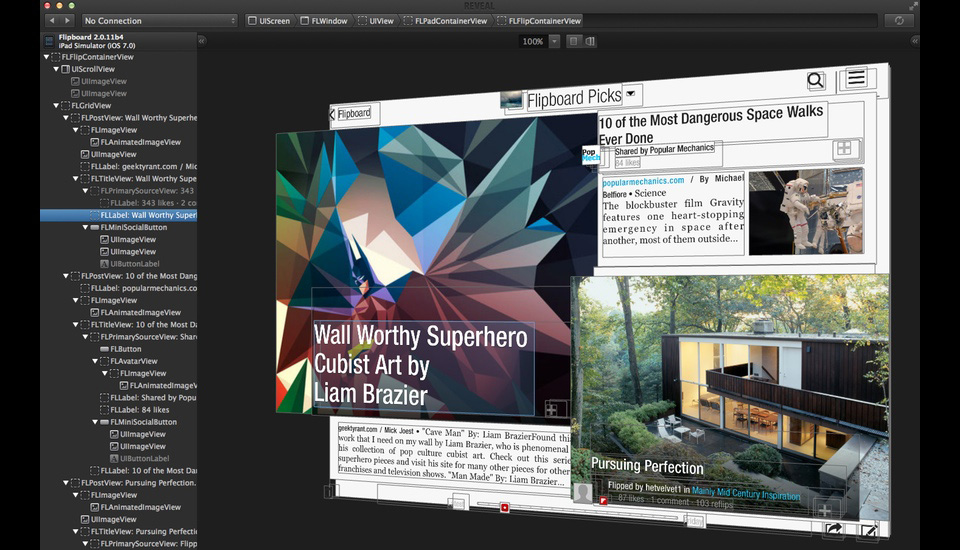 REVEAL
No Connection
UIScreen
FLWindow
UIView
FLPadContainerView
FLFlipContainerView
Flipboard 2.0.11b4
iPad Simulator (iOS 7.0)
100%
FLFlipContainerView
UIScrollView
UIImageView
UIImageView
FLGridView
FLPostView: Wall Worthy Superhe
FLImageView
FLAnimatedImageView
UIImageView
FLLabel: geektyrant.com / Mic
FLTitleView: Wall Worthy Supe
FLPrimarySourceView: 343
FLLabel: 343 likes · 2 co
FLLabel: Wall Worthy Super
FLMiniSocialButton
UIImageView
UIImageView
UIButtonLabel
FLPostView: 10 of the Most Dang
FLLabel: popularmechanics.co
FLImageView
FLAnimatedImageView
FLTitleView: 10 of the Most Da
FLPrimarySourceView: Share
FLButton
FLAvatarView
FLImageView
FLAnimatedImageV
FLLabel: Shared by Popu
FLLabel: 84 likes
FLMiniSocialButton
UIImageView
UIImageView
UIButtonLabel
FLLabel: 10 of the Most Da
FLPostView: Pursuing Perfection.
FLImageView
FLAnimatedImageView
UIImageView
FLTitleView: Pursuing Perfectio
FLPrimarySourceView: Flipp
Flipboard
Flipboard Picks
10 of the Most Dangerous Space Walks
Ever Done
Pop
Mech
Shared by Popular Mechanics
84 likes
popularmechanics.com / By Michael
Belfiore • Science
The blockbuster film Gravity
features one heart-stopping
emergency in space after
another, most of them outside...
Wall Worthy Superhero
Cubist Art by
Liam Brazier
geektyrant.com / Mick Joest • "Cave Man" By: Liam BrazierFound thi
work that I need on my wall by Liam Brazier, who is phenomenal
his collection of pop culture cubist art. Check out this serie
superhero pieces and visit his site for many other pieces for other
franchises and television shows. "Man Made" By: Liam Brazier...
Pursuing Perfection
Flipped by hetvelvet1 in Mainly Mid Century Inspiration
87 likes · 1 comment · 103 reflips
Friday